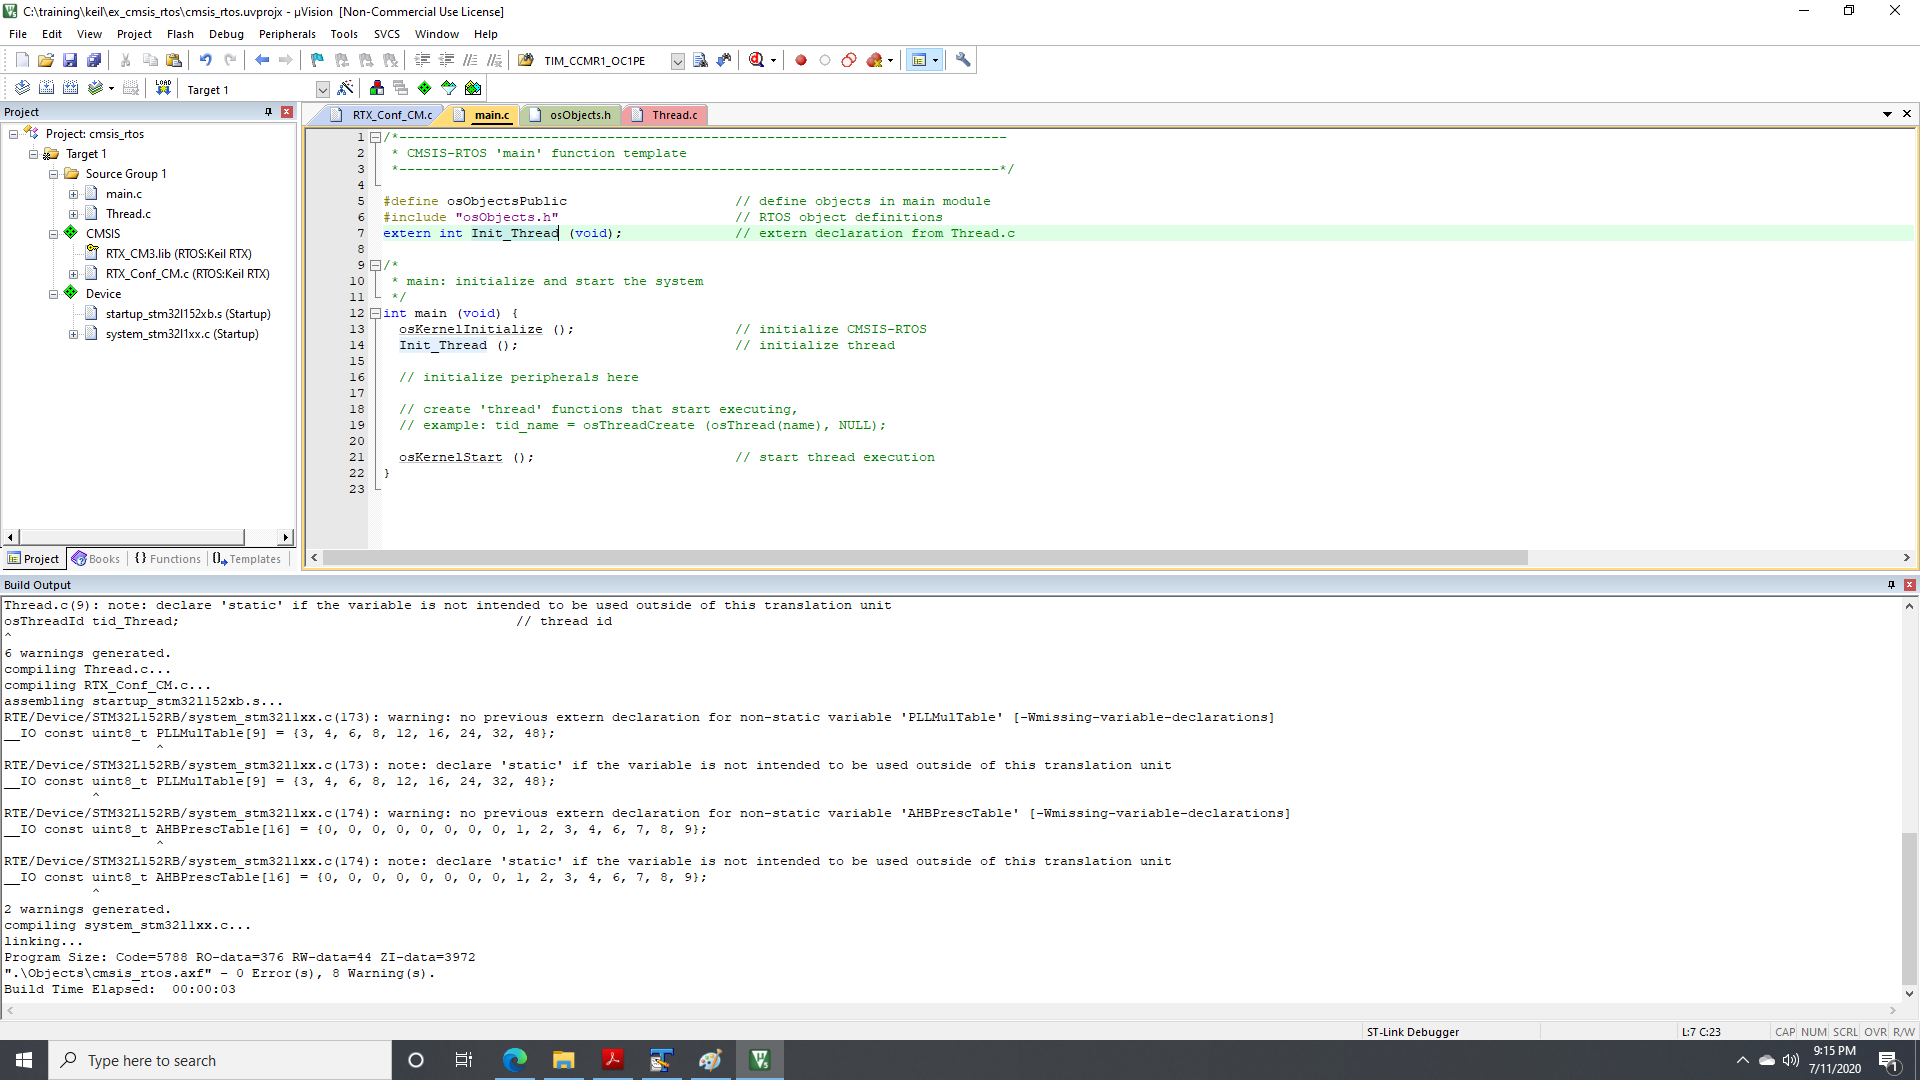 C:\training\keil\ex_cmsis_rtos\cmsis_rtos.uvprojx - µVision  [Non-Commercial Use License]
File Edit View Project Flash Debug Peripherals Tools SVCS Window Help
TIM_CCMR1_OC1PE
LOAD
Target 1
Project
Project: cmsis_rtos
Target 1
Source Group 1
main.c
Thread.c
CMSIS
RTX_CM3.lib (RTOS:Keil RTX)
RTX_Conf_CM.c (RTOS:Keil RTX)
Device
startup_stm32l152xb.s (Startup)
system_stm32l1xx.c (Startup)
Project Books {} Functions Templates
RTX_Conf_CM.c main.c osObjects.h Thread.c
1 /*----------------------------------------------------------------------------
2  * CMSIS-RTOS 'main' function template
3  *---------------------------------------------------------------------------*/
4
5 #define osObjectsPublic                     // define objects in main module
6 #include "osObjects.h"                      // RTOS object definitions
7 extern int Init_Thread (void);              // extern declaration from Thread.c
8
9 /*
10  * main: initialize and start the system
11  */
12 int main (void) {
13   osKernelInitialize ();                    // initialize CMSIS-RTOS
14   Init_Thread ();                           // initialize thread
15
16   // initialize peripherals here
17
18   // create 'thread' functions that start executing,
19   // example: tid_name = osThreadCreate (osThread(name), NULL);
20
21   osKernelStart ();                         // start thread execution
22 }
23
Build Output
Thread.c(9): note: declare 'static' if the variable is not intended to be used outside of this translation unit
osThreadId tid_Thread;                                          // thread id
^
6 warnings generated.
compiling Thread.c...
compiling RTX_Conf_CM.c...
assembling startup_stm32l152xb.s...
RTE/Device/STM32L152RB/system_stm32l1xx.c(173): warning: no previous extern declaration for non-static variable 'PLLMulTable' [-Wmissing-variable-declarations]
__IO const uint8_t PLLMulTable[9] = {3, 4, 6, 8, 12, 16, 24, 32, 48};
                   ^
RTE/Device/STM32L152RB/system_stm32l1xx.c(173): note: declare 'static' if the variable is not intended to be used outside of this translation unit
__IO const uint8_t PLLMulTable[9] = {3, 4, 6, 8, 12, 16, 24, 32, 48};
           ^
RTE/Device/STM32L152RB/system_stm32l1xx.c(174): warning: no previous extern declaration for non-static variable 'AHBPrescTable' [-Wmissing-variable-declarations]
__IO const uint8_t AHBPrescTable[16] = {0, 0, 0, 0, 0, 0, 0, 0, 1, 2, 3, 4, 6, 7, 8, 9};
                   ^
RTE/Device/STM32L152RB/system_stm32l1xx.c(174): note: declare 'static' if the variable is not intended to be used outside of this translation unit
__IO const uint8_t AHBPrescTable[16] = {0, 0, 0, 0, 0, 0, 0, 0, 1, 2, 3, 4, 6, 7, 8, 9};
           ^
2 warnings generated.
compiling system_stm32l1xx.c...
linking...
Program Size: Code=5788 RO-data=376 RW-data=44 ZI-data=3972
".\Objects\cmsis_rtos.axf" - 0 Error(s), 8 Warning(s).
Build Time Elapsed:  00:00:03
ST-Link Debugger L:7 C:23 CAP NUM SCRL OVR R/W
Type here to search
9:15 PM
7/11/2020
1